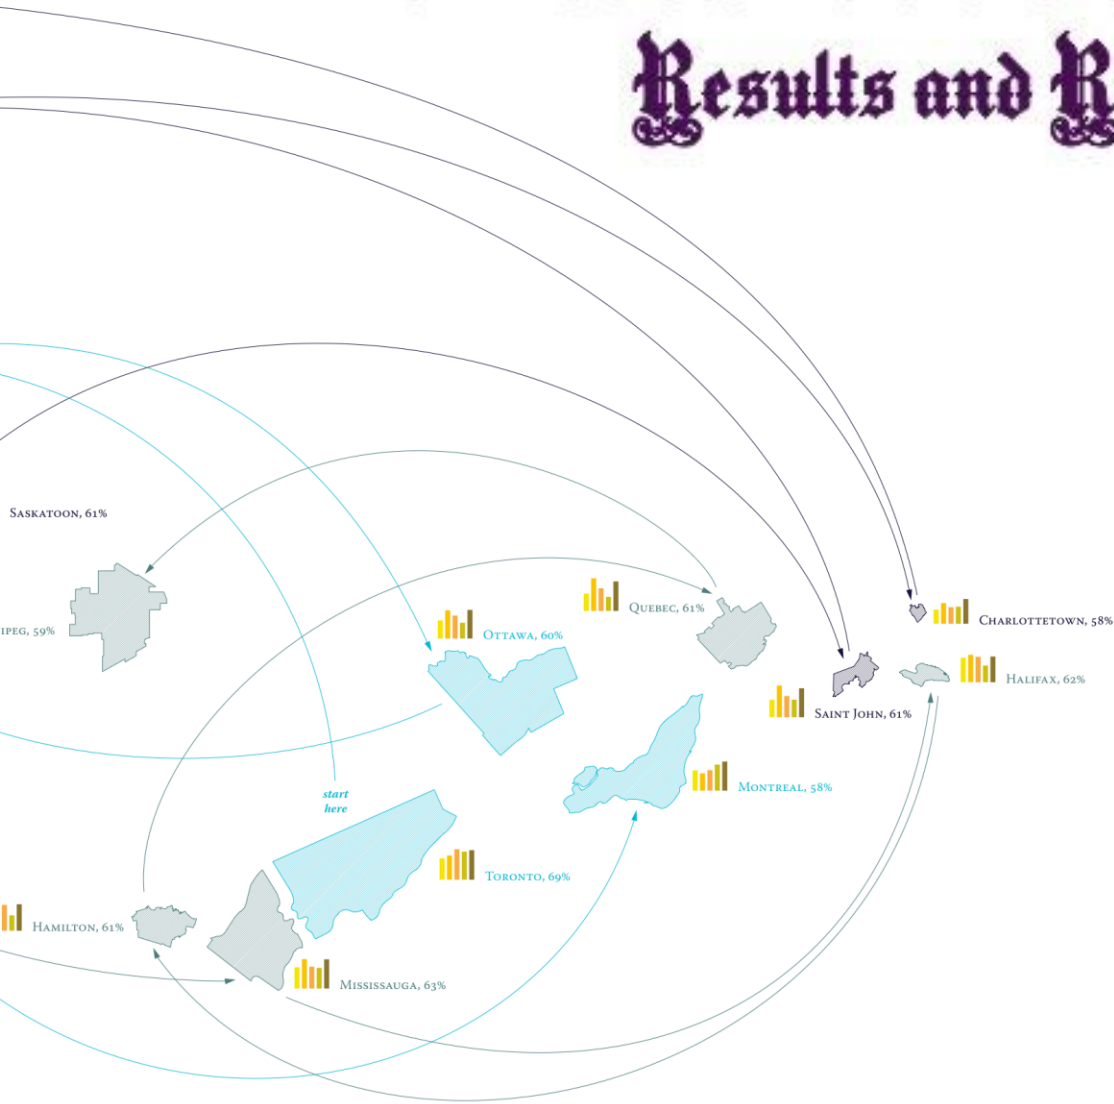 Results and R
Saskatoon, 61%
ipeg, 59%
Quebec, 61%
Ottawa, 60%
Charlottetown, 58%
Halifax, 62%
Saint John, 61%
Montreal, 58%
start
here
Toronto, 69%
Hamilton, 61%
Mississauga, 63%